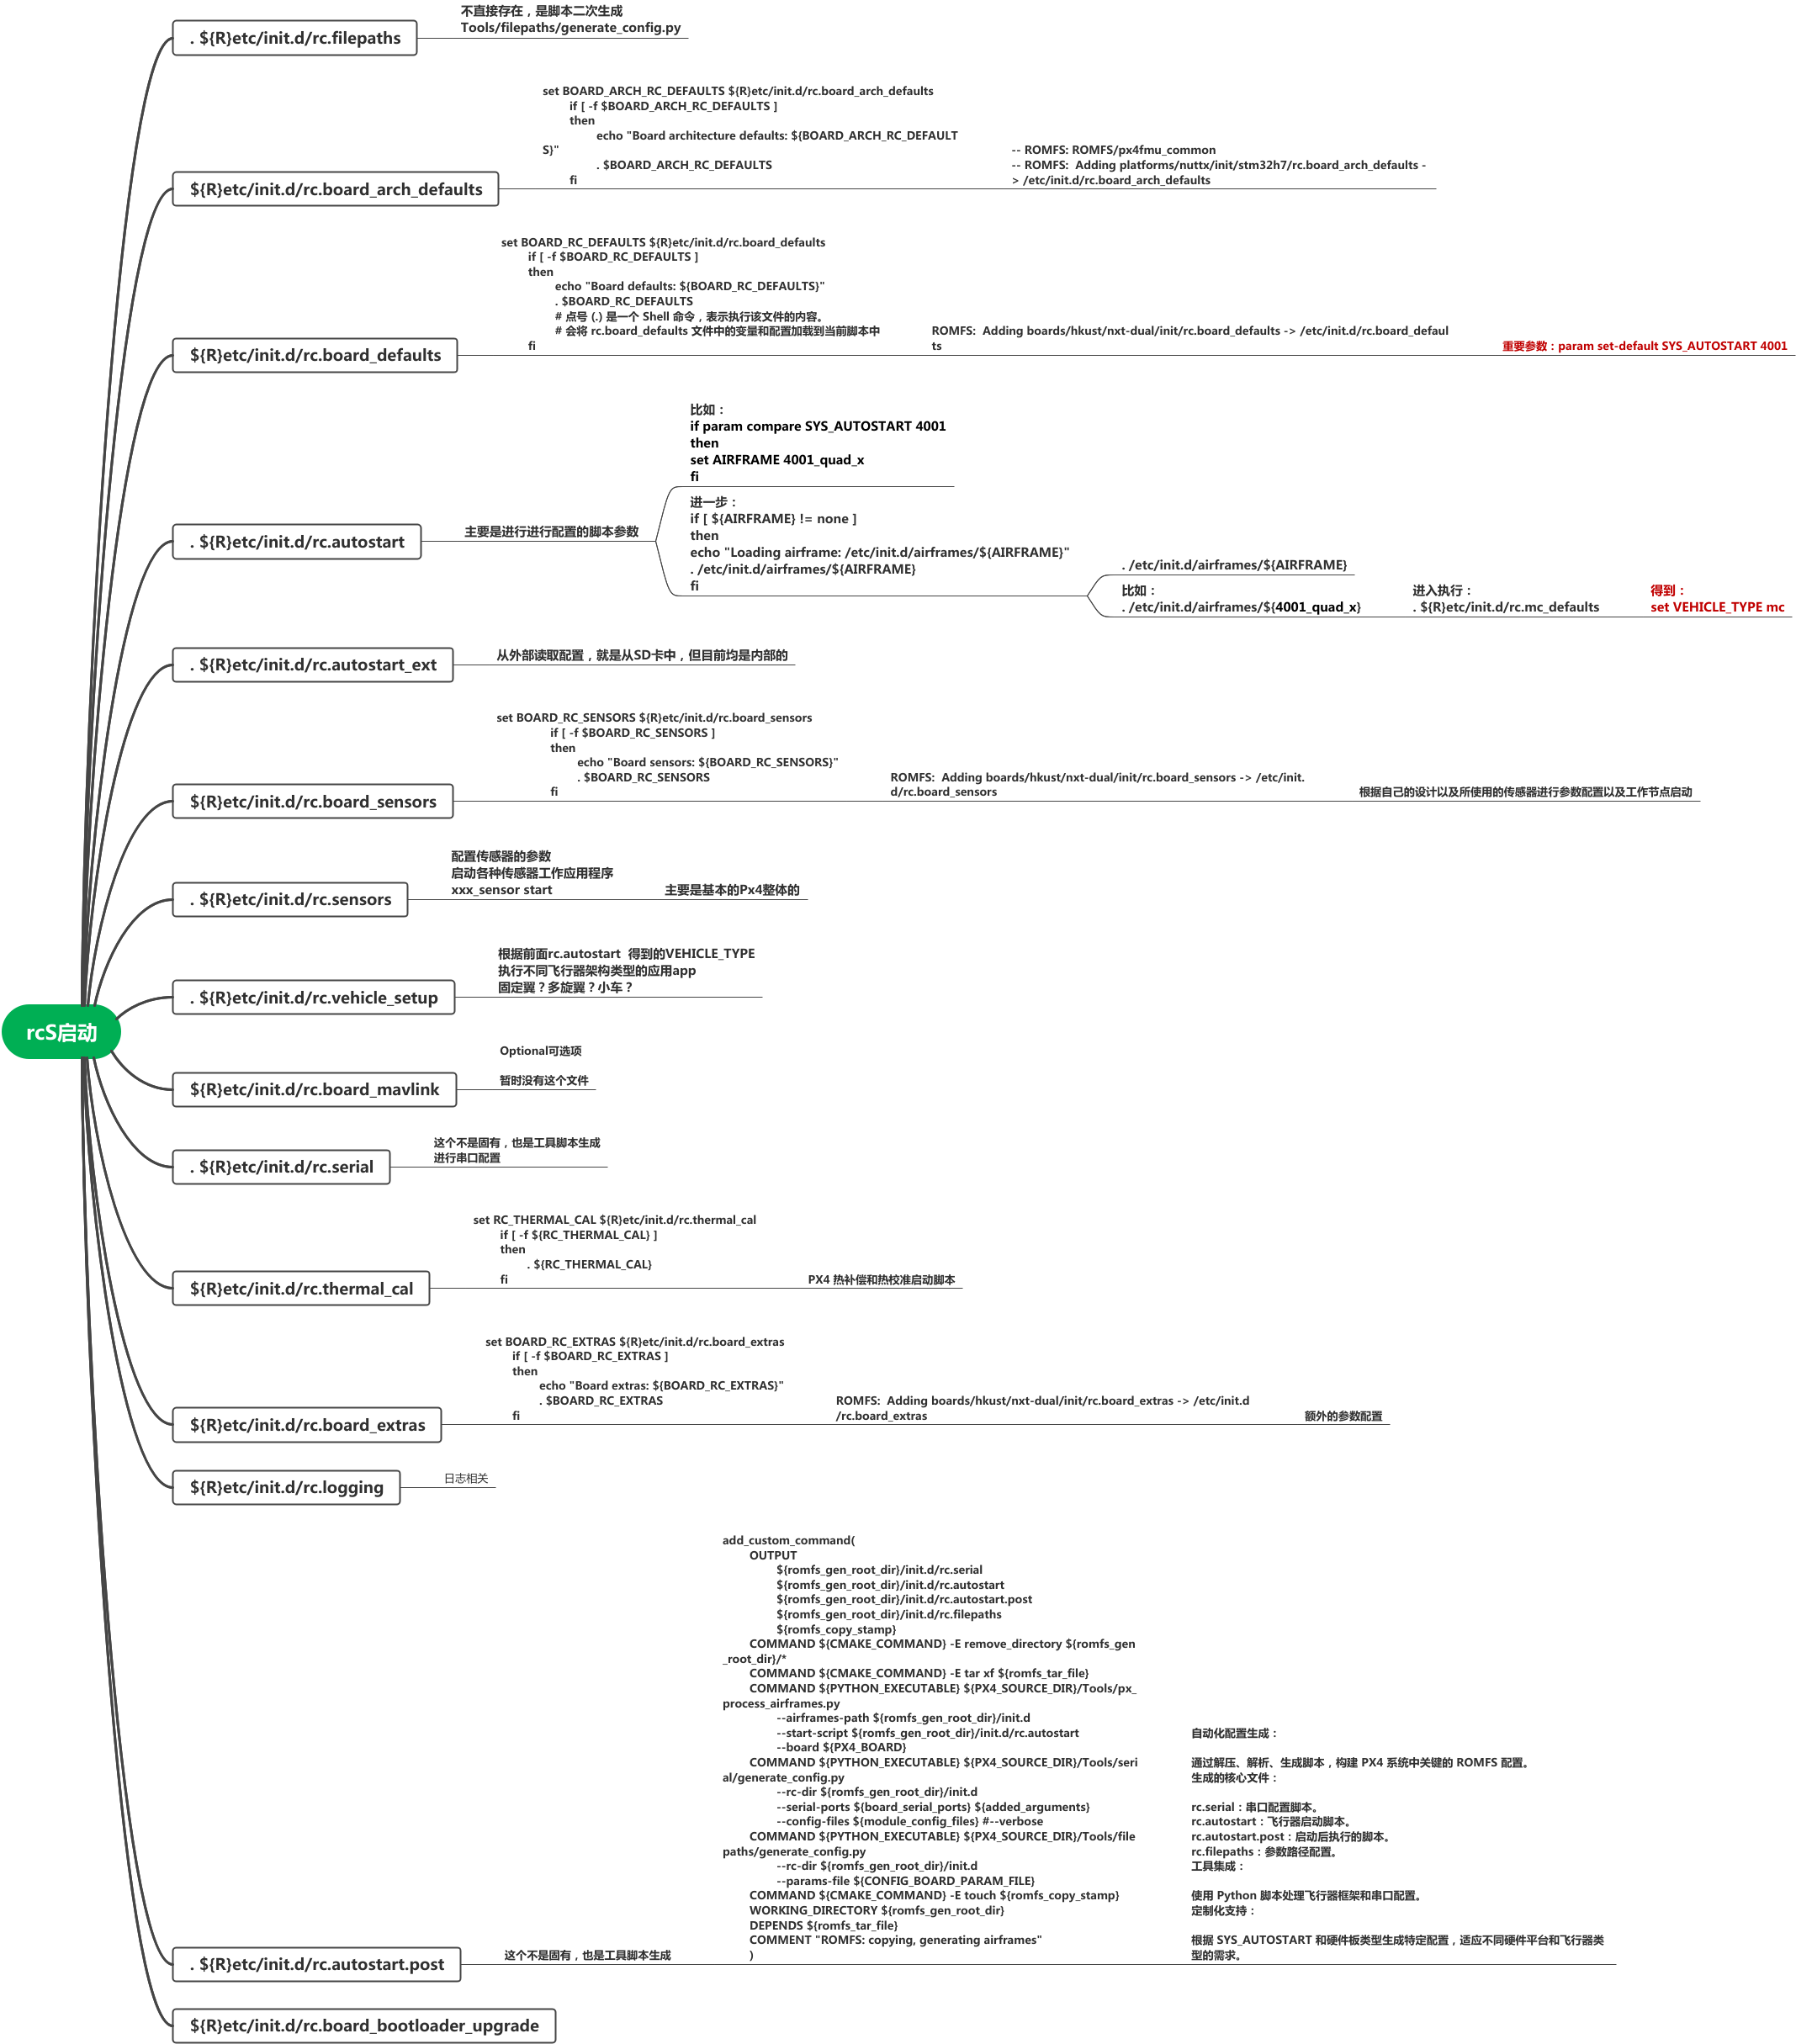 rcS启动
. ${R}etc/init.d/rc.filepaths
不直接存在，是脚本二次生成
Tools/filepaths/generate_config.py
${R}etc/init.d/rc.board_arch_defaults
set BOARD_ARCH_RC_DEFAULTS ${R}etc/init.d/rc.board_arch_defaults
if [ -f $BOARD_ARCH_RC_DEFAULTS ]
then
echo "Board architecture defaults: ${BOARD_ARCH_RC_DEFAULT
S}"
. $BOARD_ARCH_RC_DEFAULTS
fi
-- ROMFS: ROMFS/px4fmu_common
-- ROMFS:  Adding platforms/nuttx/init/stm32h7/rc.board_arch_defaults -
> /etc/init.d/rc.board_arch_defaults
${R}etc/init.d/rc.board_defaults
set BOARD_RC_DEFAULTS ${R}etc/init.d/rc.board_defaults
if [ -f $BOARD_RC_DEFAULTS ]
then
echo "Board defaults: ${BOARD_RC_DEFAULTS}"
. $BOARD_RC_DEFAULTS
# 点号 (.) 是一个 Shell 命令，表示执行该文件的内容。
# 会将 rc.board_defaults 文件中的变量和配置加载到当前脚本中
fi
ROMFS:  Adding boards/hkust/nxt-dual/init/rc.board_defaults -> /etc/init.d/rc.board_defaul
ts
重要参数：param set-default SYS_AUTOSTART 4001
. ${R}etc/init.d/rc.autostart
主要是进行进行配置的脚本参数
比如：
if param compare SYS_AUTOSTART 4001
then
set AIRFRAME 4001_quad_x
fi
进一步：
if [ ${AIRFRAME} != none ]
then
echo "Loading airframe: /etc/init.d/airframes/${AIRFRAME}"
. /etc/init.d/airframes/${AIRFRAME}
fi
. /etc/init.d/airframes/${AIRFRAME}
比如：
. /etc/init.d/airframes/${4001_quad_x}
进入执行：
. ${R}etc/init.d/rc.mc_defaults
得到：
set VEHICLE_TYPE mc
. ${R}etc/init.d/rc.autostart_ext
从外部读取配置，就是从SD卡中，但目前均是内部的
${R}etc/init.d/rc.board_sensors
set BOARD_RC_SENSORS ${R}etc/init.d/rc.board_sensors
if [ -f $BOARD_RC_SENSORS ]
then
echo "Board sensors: ${BOARD_RC_SENSORS}"
. $BOARD_RC_SENSORS
fi
ROMFS:  Adding boards/hkust/nxt-dual/init/rc.board_sensors -> /etc/init.
d/rc.board_sensors
根据自己的设计以及所使用的传感器进行参数配置以及工作节点启动
. ${R}etc/init.d/rc.sensors
配置传感器的参数
启动各种传感器工作应用程序
xxx_sensor start
主要是基本的Px4整体的
. ${R}etc/init.d/rc.vehicle_setup
根据前面rc.autostart  得到的VEHICLE_TYPE
执行不同飞行器架构类型的应用app
固定翼？多旋翼？小车？
${R}etc/init.d/rc.board_mavlink
Optional可选项
暂时没有这个文件
. ${R}etc/init.d/rc.serial
这个不是固有，也是工具脚本生成
进行串口配置
${R}etc/init.d/rc.thermal_cal
set RC_THERMAL_CAL ${R}etc/init.d/rc.thermal_cal
if [ -f ${RC_THERMAL_CAL} ]
then
. ${RC_THERMAL_CAL}
fi
PX4 热补偿和热校准启动脚本
${R}etc/init.d/rc.board_extras
set BOARD_RC_EXTRAS ${R}etc/init.d/rc.board_extras
if [ -f $BOARD_RC_EXTRAS ]
then
echo "Board extras: ${BOARD_RC_EXTRAS}"
. $BOARD_RC_EXTRAS
fi
ROMFS:  Adding boards/hkust/nxt-dual/init/rc.board_extras -> /etc/init.d
/rc.board_extras
额外的参数配置
${R}etc/init.d/rc.logging
日志相关
. ${R}etc/init.d/rc.autostart.post
这个不是固有，也是工具脚本生成
add_custom_command(
OUTPUT
${romfs_gen_root_dir}/init.d/rc.serial
${romfs_gen_root_dir}/init.d/rc.autostart
${romfs_gen_root_dir}/init.d/rc.autostart.post
${romfs_gen_root_dir}/init.d/rc.filepaths
${romfs_copy_stamp}
COMMAND ${CMAKE_COMMAND} -E remove_directory ${romfs_gen
_root_dir}/*
COMMAND ${CMAKE_COMMAND} -E tar xf ${romfs_tar_file}
COMMAND ${PYTHON_EXECUTABLE} ${PX4_SOURCE_DIR}/Tools/px_
process_airframes.py
--airframes-path ${romfs_gen_root_dir}/init.d
--start-script ${romfs_gen_root_dir}/init.d/rc.autostart
--board ${PX4_BOARD}
COMMAND ${PYTHON_EXECUTABLE} ${PX4_SOURCE_DIR}/Tools/seri
al/generate_config.py
--rc-dir ${romfs_gen_root_dir}/init.d
--serial-ports ${board_serial_ports} ${added_arguments}
--config-files ${module_config_files} #--verbose
COMMAND ${PYTHON_EXECUTABLE} ${PX4_SOURCE_DIR}/Tools/file
paths/generate_config.py
--rc-dir ${romfs_gen_root_dir}/init.d
--params-file ${CONFIG_BOARD_PARAM_FILE}
COMMAND ${CMAKE_COMMAND} -E touch ${romfs_copy_stamp}
WORKING_DIRECTORY ${romfs_gen_root_dir}
DEPENDS ${romfs_tar_file}
COMMENT "ROMFS: copying, generating airframes"
)
自动化配置生成：
通过解压、解析、生成脚本，构建 PX4 系统中关键的 ROMFS 配置。
生成的核心文件：
rc.serial：串口配置脚本。
rc.autostart：飞行器启动脚本。
rc.autostart.post：启动后执行的脚本。
rc.filepaths：参数路径配置。
工具集成：
使用 Python 脚本处理飞行器框架和串口配置。
定制化支持：
根据 SYS_AUTOSTART 和硬件板类型生成特定配置，适应不同硬件平台和飞行器类
型的需求。
${R}etc/init.d/rc.board_bootloader_upgrade